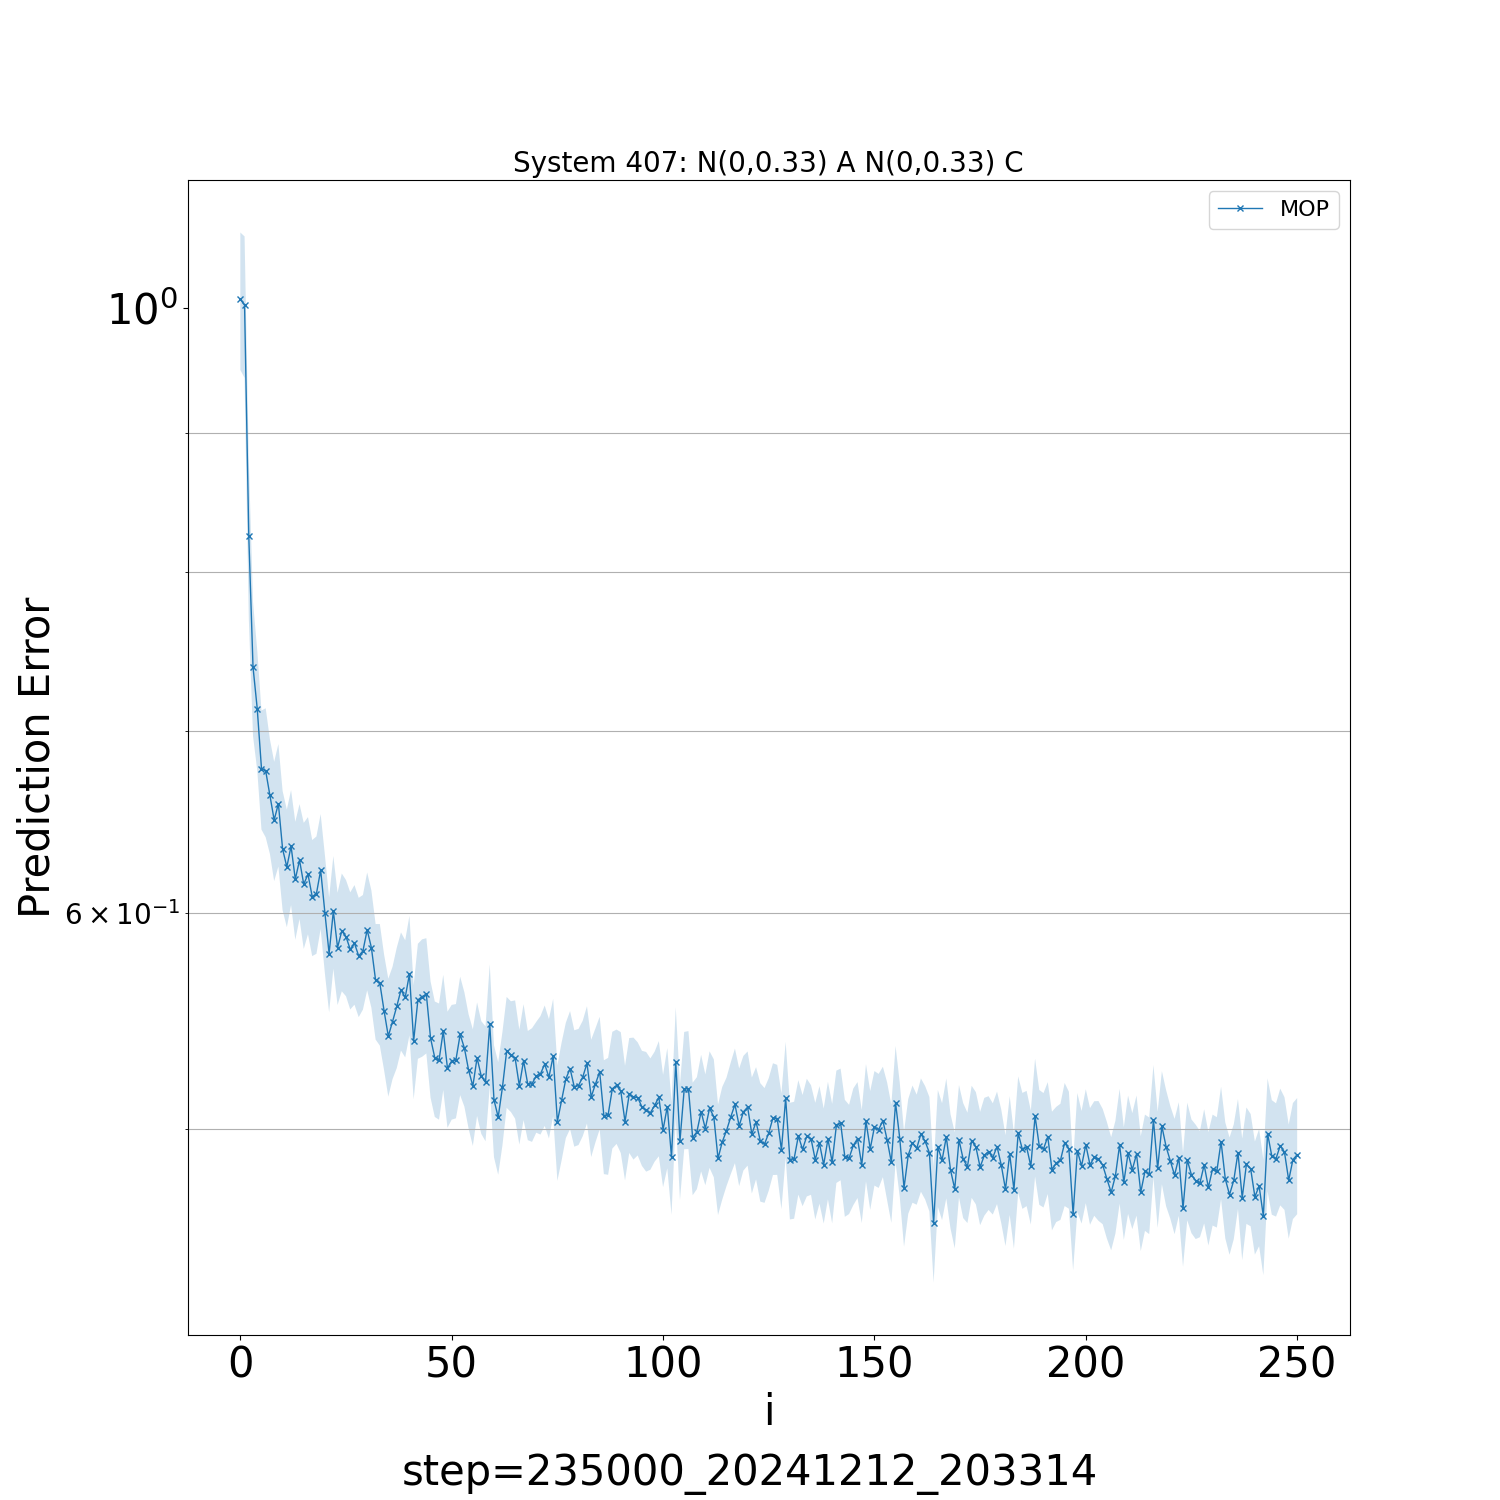 System 407: N(0,0.33) A N(0,0.33) C
MOP
10⁰
6 × 10⁻¹
Prediction Error
0 50 100 150 200 250
i
step=235000_20241212_203314